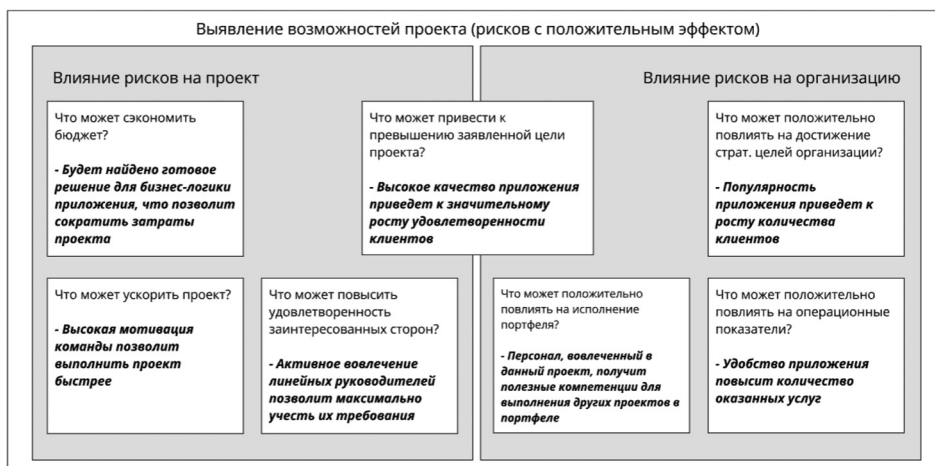 Выявление возможностей проекта (рисков с положительным эффектом)
Влияние рисков на проект
Влияние рисков на организацию
Что может сэкономить
бюджет?
- Будет найдено готовое
решение для бизнес-логики
приложения, что позволит
сократить затраты
проекта
Что может привести к
превышению заявленной цели
проекта?
- Высокое качество приложения
приведет к значительному
росту удовлетворенности
клиентов
Что может положительно
повлиять на достижение
страт. целей организации?
- Популярность
приложения приведет к
росту количества
клиентов
Что может ускорить проект?
- Высокая мотивация
команды позволит
выполнить проект
быстрее
Что может повысить
удовлетворенность
заинтересованных сторон?
- Активное вовлечение
линейных руководителей
позволит максимально
учесть их требования
Что может положительно
повлиять на исполнение
портфеля?
- Персонал, вовлеченный в
данный проект, получит
полезные компетенции для
выполнения других проектов в
портфеле
Что может положительно
повлиять на операционные
показатели?
- Удобство приложения
повысит количество
оказанных услуг